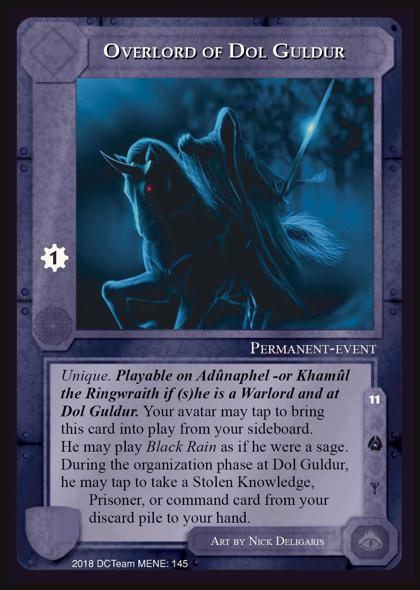 OVERLORD OF DOL GULDUR
1
PERMANENT-EVENT
Unique. Playable on Adûnaphel -or Khamûl
the Ringwraith if (s)he is a Warlord and at
Dol Guldur. Your avatar may tap to bring
this card into play from your sideboard.
He may play Black Rain as if he were a sage.
During the organization phase at Dol Guldur,
he may tap to take a Stolen Knowledge,
Prisoner, or command card from your
discard pile to your hand.
11
ART BY NICK DELIGARIS
2018 DCTeam MENE: 145